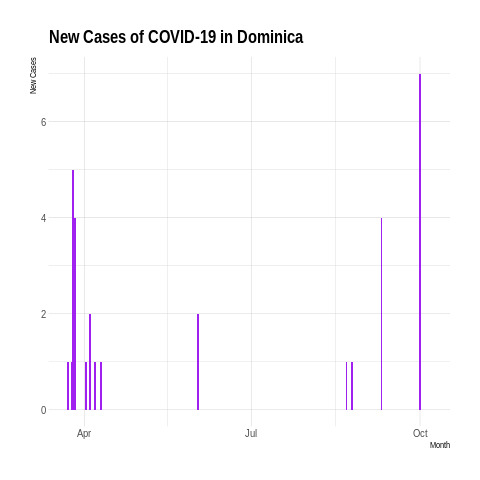 New Cases of COVID-19 in Dominica
New Cases
6
4
2
0
Apr
Jul
Oct
Month